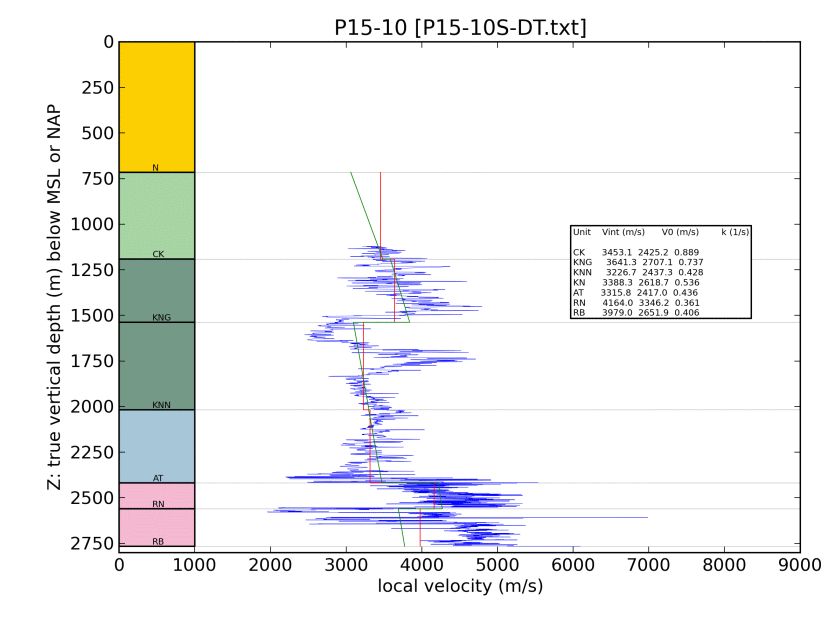 P15-10 [P15-10S-DT.txt]
Z: true vertical depth (m) below MSL or NAP
0
250
500
750
1000
1250
1500
1750
2000
2250
2500
2750
N
CK
KNG
KNN
AT
RN
RB
Unit Vint (m/s) V0 (m/s) k (1/s)
CK 3453.1 2425.2 0.889
KNG 3641.3 2707.1 0.737
KNN 3226.7 2437.3 0.428
KN 3388.3 2618.7 0.536
AT 3315.8 2417.0 0.436
RN 4164.0 3346.2 0.361
RB 3979.0 2651.9 0.406
0 1000 2000 3000 4000 5000 6000 7000 8000 9000
local velocity (m/s)